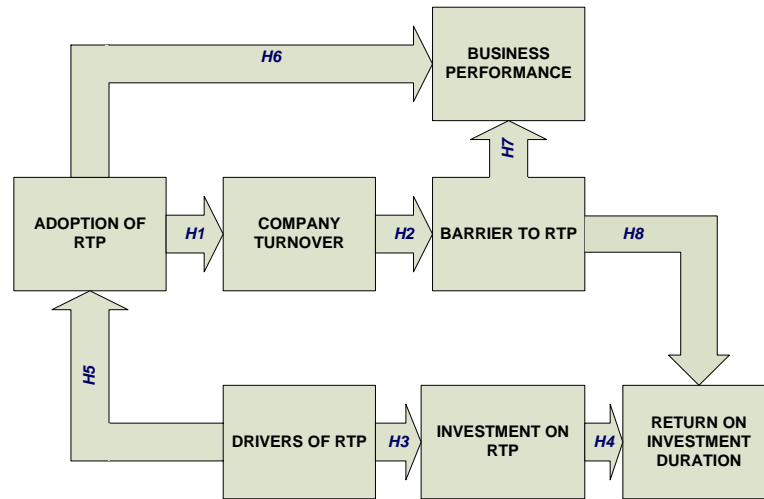 BUSINESS
PERFORMANCE
H6
H7
ADOPTION OF
RTP
H1
COMPANY
TURNOVER
H2
BARRIER TO RTP
H8
H5
DRIVERS OF RTP
H3
INVESTMENT ON
RTP
H4
RETURN ON
INVESTMENT
DURATION